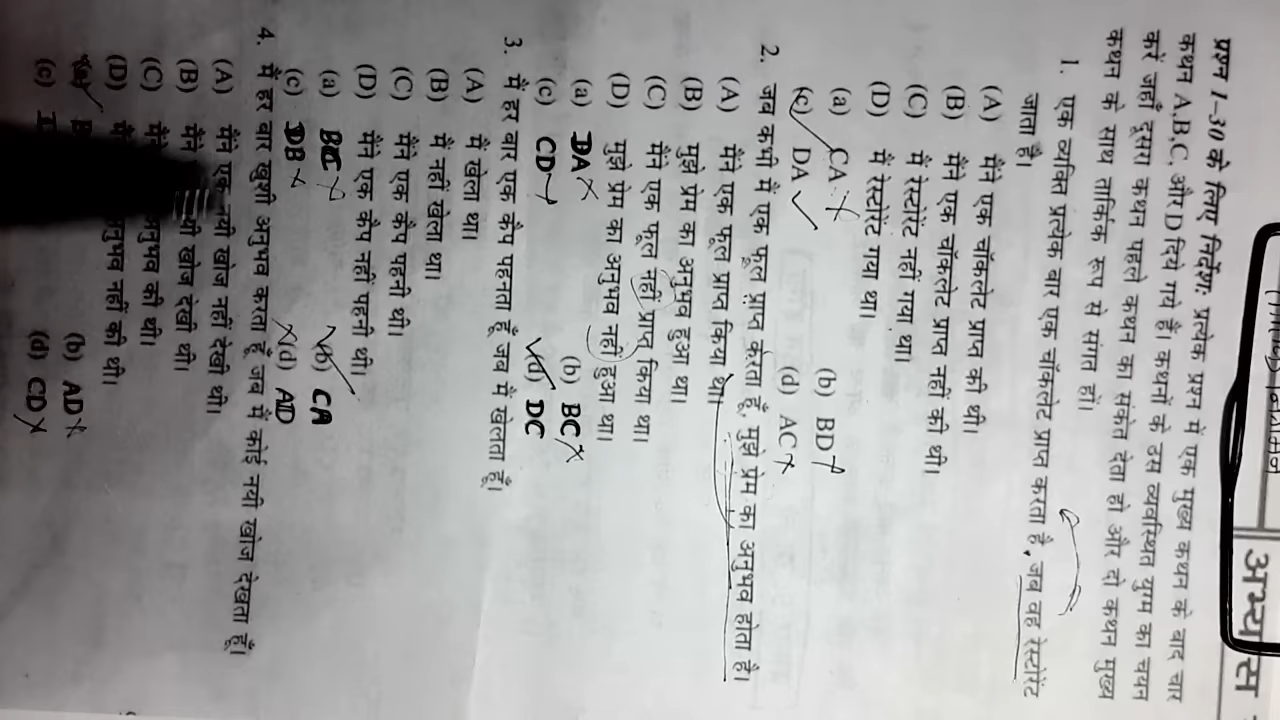 अभ्यास
प्रश्न 1-30 के लिए निर्देश: प्रत्येक प्रश्न में एक मुख्य कथन के बाद चार
कथन A,B,C, और D दिये गये हैं। कथनों के उस व्यवस्थित युग्म का चयन
करें जहाँ दूसरा कथन पहले कथन का संकेत देता हो और दो कथन मुख्य
कथन के साथ तार्किक रूप से संगत हों।
1. एक व्यक्ति प्रत्येक बार एक चॉकलेट प्राप्त करता है, जब वह रेस्टोरेंट
जाता है।
(A) मैंने एक चॉकलेट प्राप्त की थी।
(B) मैंने एक चॉकलेट प्राप्त नहीं की थी।
(C) मैं रेस्टोरेंट नहीं गया था।
(D) मैं रेस्टोरेंट गया था।
(a) CA (b) BD
(c) DA (d) AC
2. जब कभी मैं एक फूल प्राप्त करता हूँ, मुझे प्रेम का अनुभव होता है।
(A) मैंने एक फूल प्राप्त किया था।
(B) मुझे प्रेम का अनुभव हुआ था।
(C) मैंने एक फूल नहीं प्राप्त किया था।
(D) मुझे प्रेम का अनुभव नहीं हुआ था।
(a) DA (b) BC
(c) CD (d) DC
3. मैं हर बार एक कैप पहनता हूँ जब मैं खेलता हूँ।
(A) मैं खेला था।
(B) मैं नहीं खेला था।
(C) मैंने एक कैप पहनी थी।
(D) मैंने एक कैप नहीं पहनी थी।
(a) BC (b) CA
(c) DB (d) AD
4. मैं हर बार खुशी अनुभव करता हूँ जब मैं कोई नयी खोज देखता हूँ।
(A) मैंने एक नयी खोज नहीं देखी थी।
(B) मैंने नयी खोज देखी थी।
(C) मैंने अनुभव की थी।
(D) अनुभव नहीं की थी।
(b) AD
(c) (d) CD